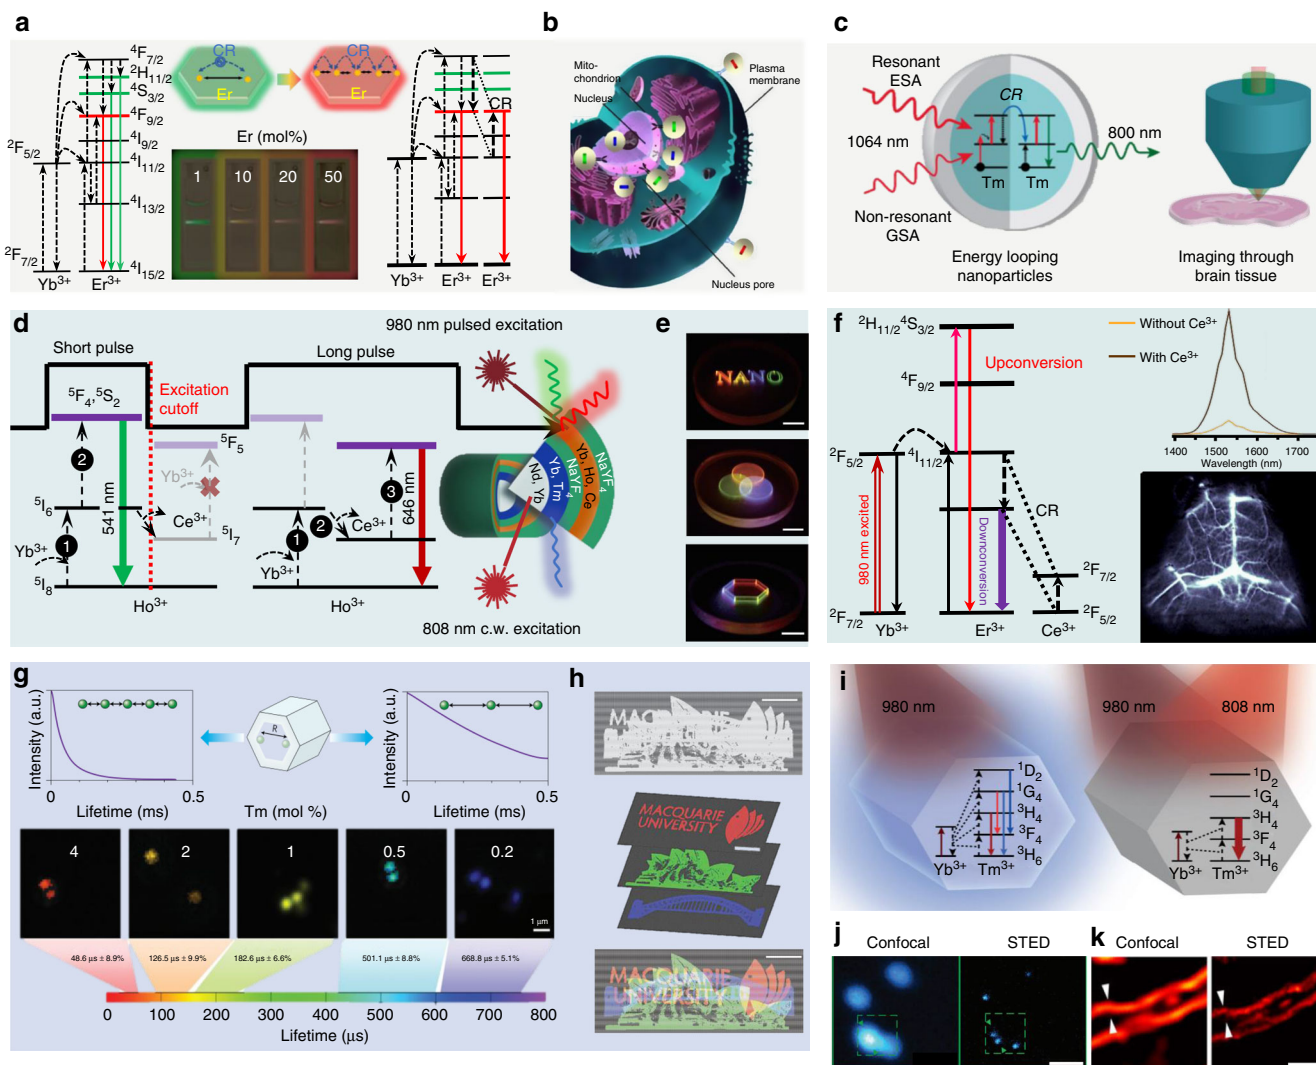 a
CR
Er
CR
Er
⁴F₇/₂
²H₁₁/₂
⁴S₃/₂
⁴F₉/₂
⁴I₉/₂
⁴I₁₁/₂
⁴I₁₃/₂
⁴I₁₅/₂
²F₅/₂
²F₇/₂
Yb³⁺
Er³⁺
Er (mol%)
1
10
20
50
CR
Yb³⁺
Er³⁺
Er³⁺
b
Mito-
chondrion
Nucleus
Plasma
membrane
Nucleus pore
c
Resonant
ESA
1064 nm
Non-resonant
GSA
CR
Tm
Tm
800 nm
Energy looping
nanoparticles
Imaging through
brain tissue
d
980 nm pulsed excitation
Short pulse
Long pulse
⁵F₄,⁵S₂
Excitation
cutoff
⁵F₅
Yb³⁺
2
541 nm
⁵I₆
Ce³⁺
⁵I₇
Yb³⁺
1
⁵I₈
Ho³⁺
3
646 nm
2
Ce³⁺
1
Yb³⁺
Ho³⁺
Nd, Yb
Yb, Tm
NaYF₄
Yb, Ho, Ce
NaYF₄
808 nm c.w. excitation
e
NANO
f
²H₁₁/₂ ⁴S₃/₂
Upconversion
⁴F₉/₂
²F₅/₂
⁴I₁₁/₂
980 nm excited
Downconversion
CR
²F₇/₂
²F₅/₂
²F₇/₂
Yb³⁺
Er³⁺
Ce³⁺
Without Ce³⁺
With Ce³⁺
1400 1500 1600 1700
Wavelength (nm)
g
Intensity (a.u.)
0
0.5
Lifetime (ms)
R
Tm (mol %)
Intensity (a.u.)
0
0.5
Lifetime (ms)
4
2
1
0.5
0.2
1 μm
48.6 μs ± 8.9%
126.5 μs ± 9.9%
182.6 μs ± 6.6%
501.1 μs ± 8.8%
668.8 μs ± 5.1%
0 100 200 300 400 500 600 700 800
Lifetime (μs)
h
MACQUARIE
MACQUARIE
UNIVERSITY
MACQUARIE
UNIVERSITY
i
980 nm
980 nm
808 nm
¹D₂
¹G₄
³H₄
³F₄
³H₆
Yb³⁺
Tm³⁺
¹D₂
¹G₄
³H₄
³F₄
³H₆
Yb³⁺
Tm³⁺
j
Confocal
STED
k
Confocal
STED